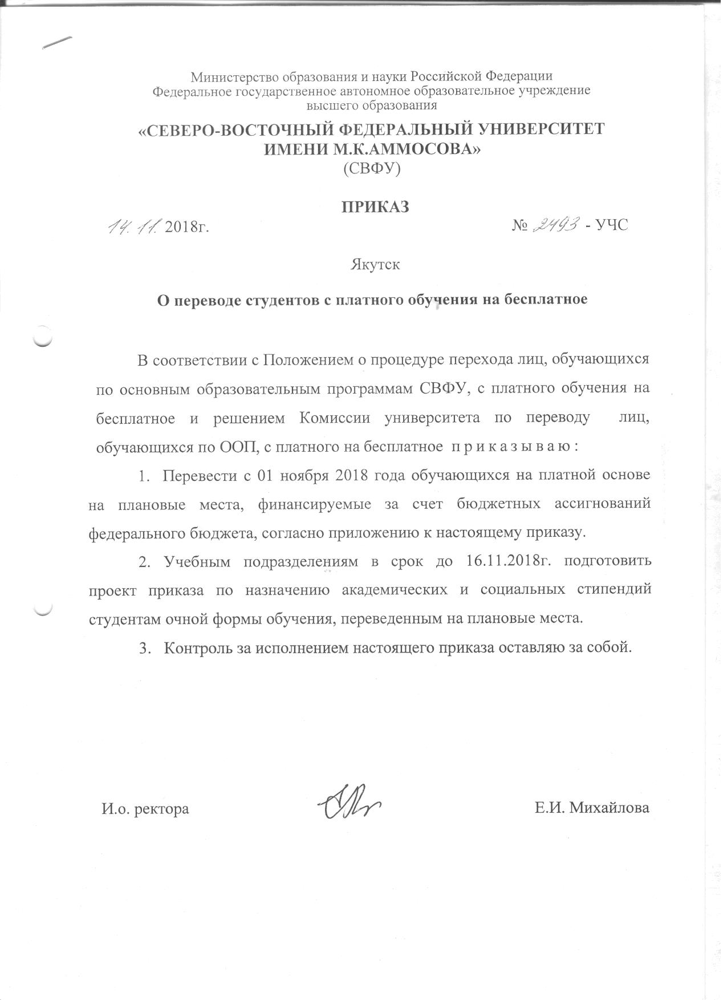 Министерство образования и науки Российской Федерации
Федеральное государственное автономное образовательное учреждение
высшего образования
«СЕВЕРО-ВОСТОЧНЫЙ ФЕДЕРАЛЬНЫЙ УНИВЕРСИТЕТ
ИМЕНИ М.К.АММОСОВА»
(СВФУ)
ПРИКАЗ
14.11. 2018г. № 2493 - УЧС
Якутск
О переводе студентов с платного обучения на бесплатное
В соответствии с Положением о процедуре перехода лиц, обучающихся
по основным образовательным программам СВФУ, с платного обучения на
бесплатное и решением Комиссии университета по переводу лиц,
обучающихся по ООП, с платного на бесплатное п р и к а з ы в а ю :
1. Перевести с 01 ноября 2018 года обучающихся на платной основе
на плановые места, финансируемые за счет бюджетных ассигнований
федерального бюджета, согласно приложению к настоящему приказу.
2. Учебным подразделениям в срок до 16.11.2018г. подготовить
проект приказа по назначению академических и социальных стипендий
студентам очной формы обучения, переведенным на плановые места.
3. Контроль за исполнением настоящего приказа оставляю за собой.
И.о. ректора Е.И. Михайлова